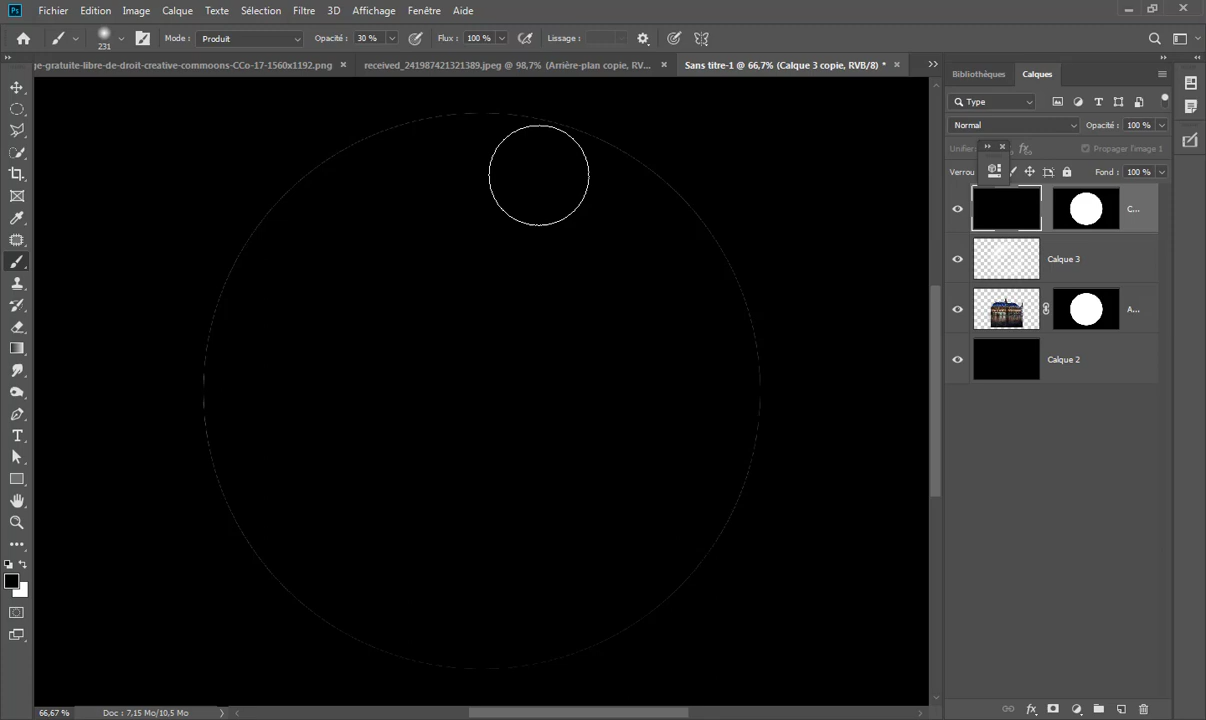 Ps Fichier Edition Image Calque Texte Sélection Filtre 3D Affichage Fenêtre Aide
231 Mode : Produit Opacité : 30 % Flux : 100 % Lissage :
ge-gratuite-libre-de-droit-creative-commons-CCo-17-1560x1192.png × received_241987421321389.jpeg @ 98,7% (Arrière-plan copie, RV... × Sans titre-1 @ 66,7% (Calque 3 copie, RVB/8) * ×
Bibliothèques Calques
Type
Normal Opacité : 100 %
Unifier : Propager l'image 1
Verrou Fond : 100 %
C...
Calque 3
A...
Calque 2
T
66,67 % Doc : 7,15 Mo/10,5 Mo
fx